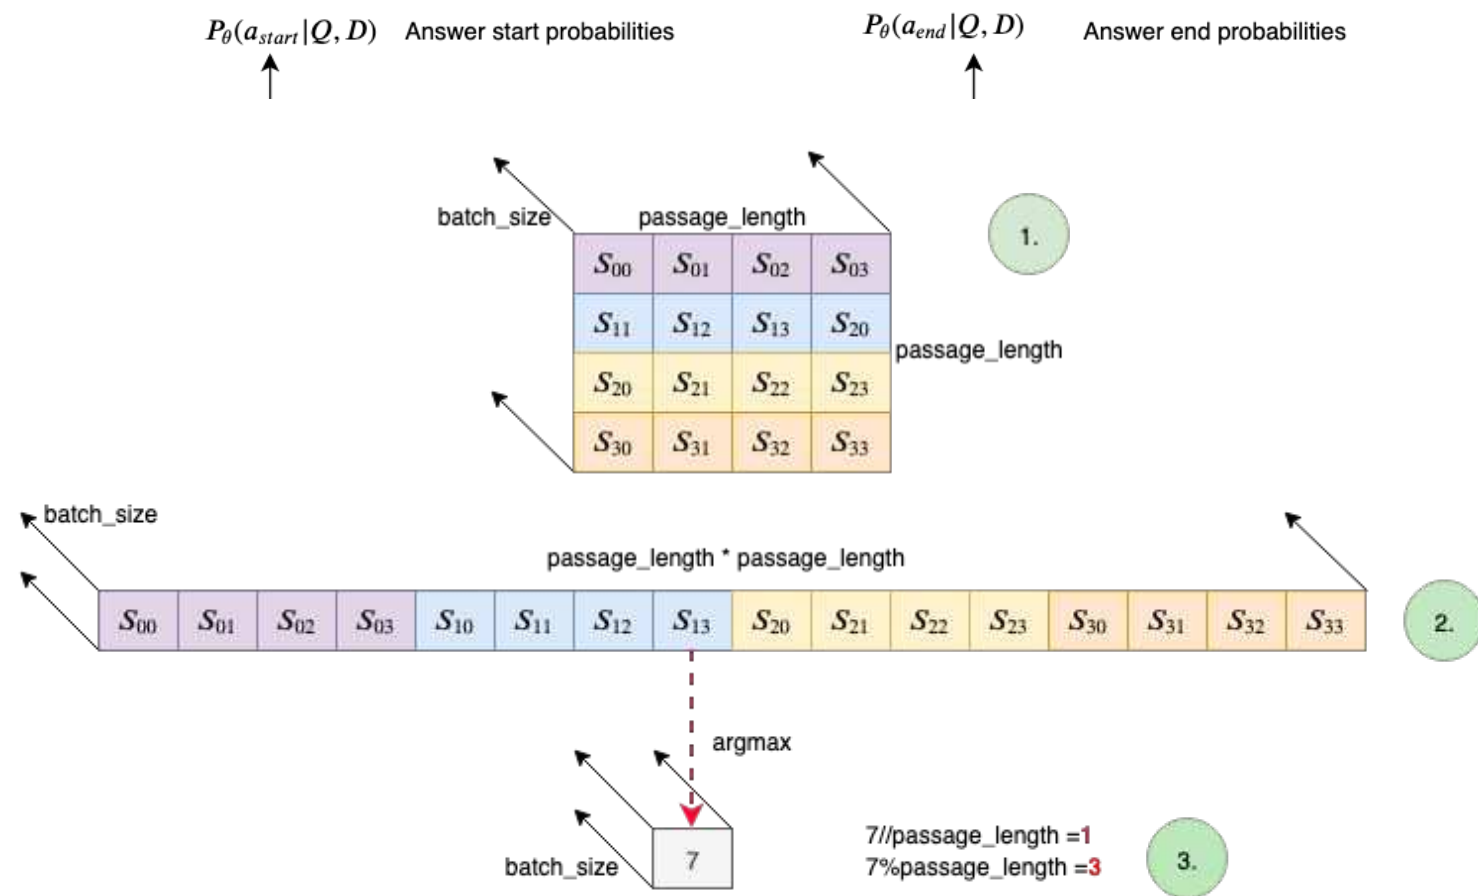 Pθ(astart|Q, D) Answer start probabilities Pθ(aend|Q, D) Answer end probabilities
batch_size passage_length
1.
S00 S01 S02 S03
S11 S12 S13 S20
passage_length
S20 S21 S22 S23
S30 S31 S32 S33
batch_size
passage_length * passage_length
S00 S01 S02 S03 S10 S11 S12 S13 S20 S21 S22 S23 S30 S31 S32 S33
2.
argmax
7//passage_length =1
7
7%passage_length =3
3.
batch_size